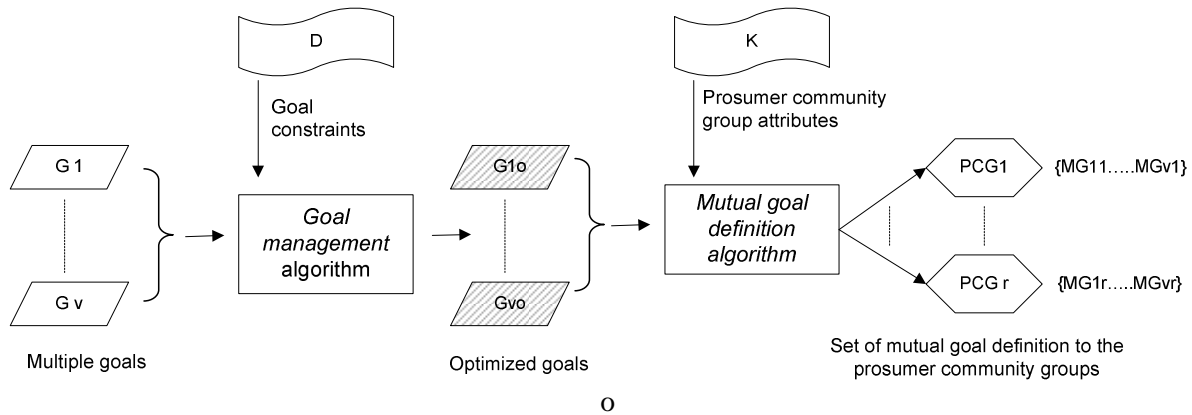 D
K
Goal
constraints
Prosumer community
group attributes
G 1
G1o
PCG1
{MG11.....MGv1}
Goal
management
algorithm
Mutual goal
definition
algorithm
G v
Gvo
PCG r
{MG1r.....MGvr}
Multiple goals
Optimized goals
Set of mutual goal definition to the
prosumer community groups
O